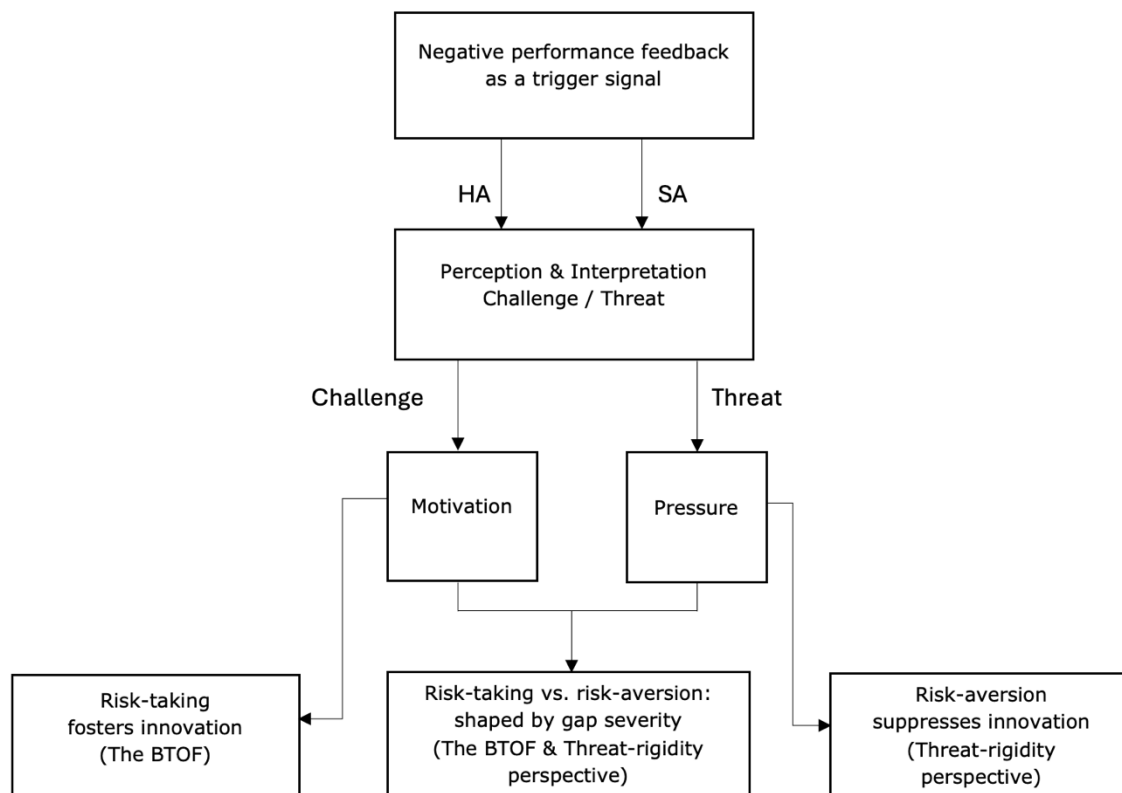 Negative performance feedback
as a trigger signal
HA
SA
Perception & Interpretation
Challenge / Threat
Challenge
Threat
Motivation
Pressure
Risk-taking
fosters innovation
(The BTOF)
Risk-taking vs. risk-aversion:
shaped by gap severity
(The BTOF & Threat-rigidity
perspective)
Risk-aversion
suppresses innovation
(Threat-rigidity
perspective)